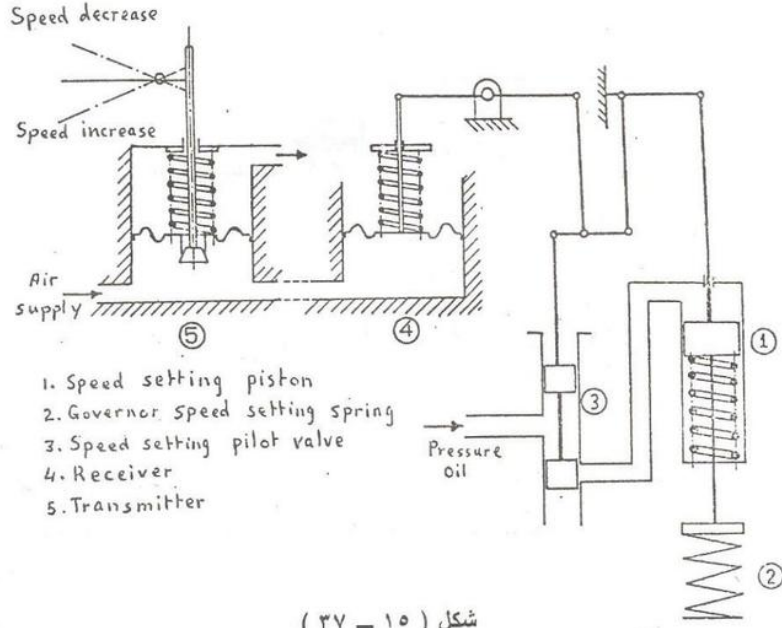 Speed decrease
Speed increase
Air
supply
⑤
④
1. Speed setting piston
2. Governor speed setting spring
3. Speed setting pilot valve
4. Receiver
5. Transmitter
③
Pressure
Oil
①
②
شكل ( ١٥ – ٣٧ )